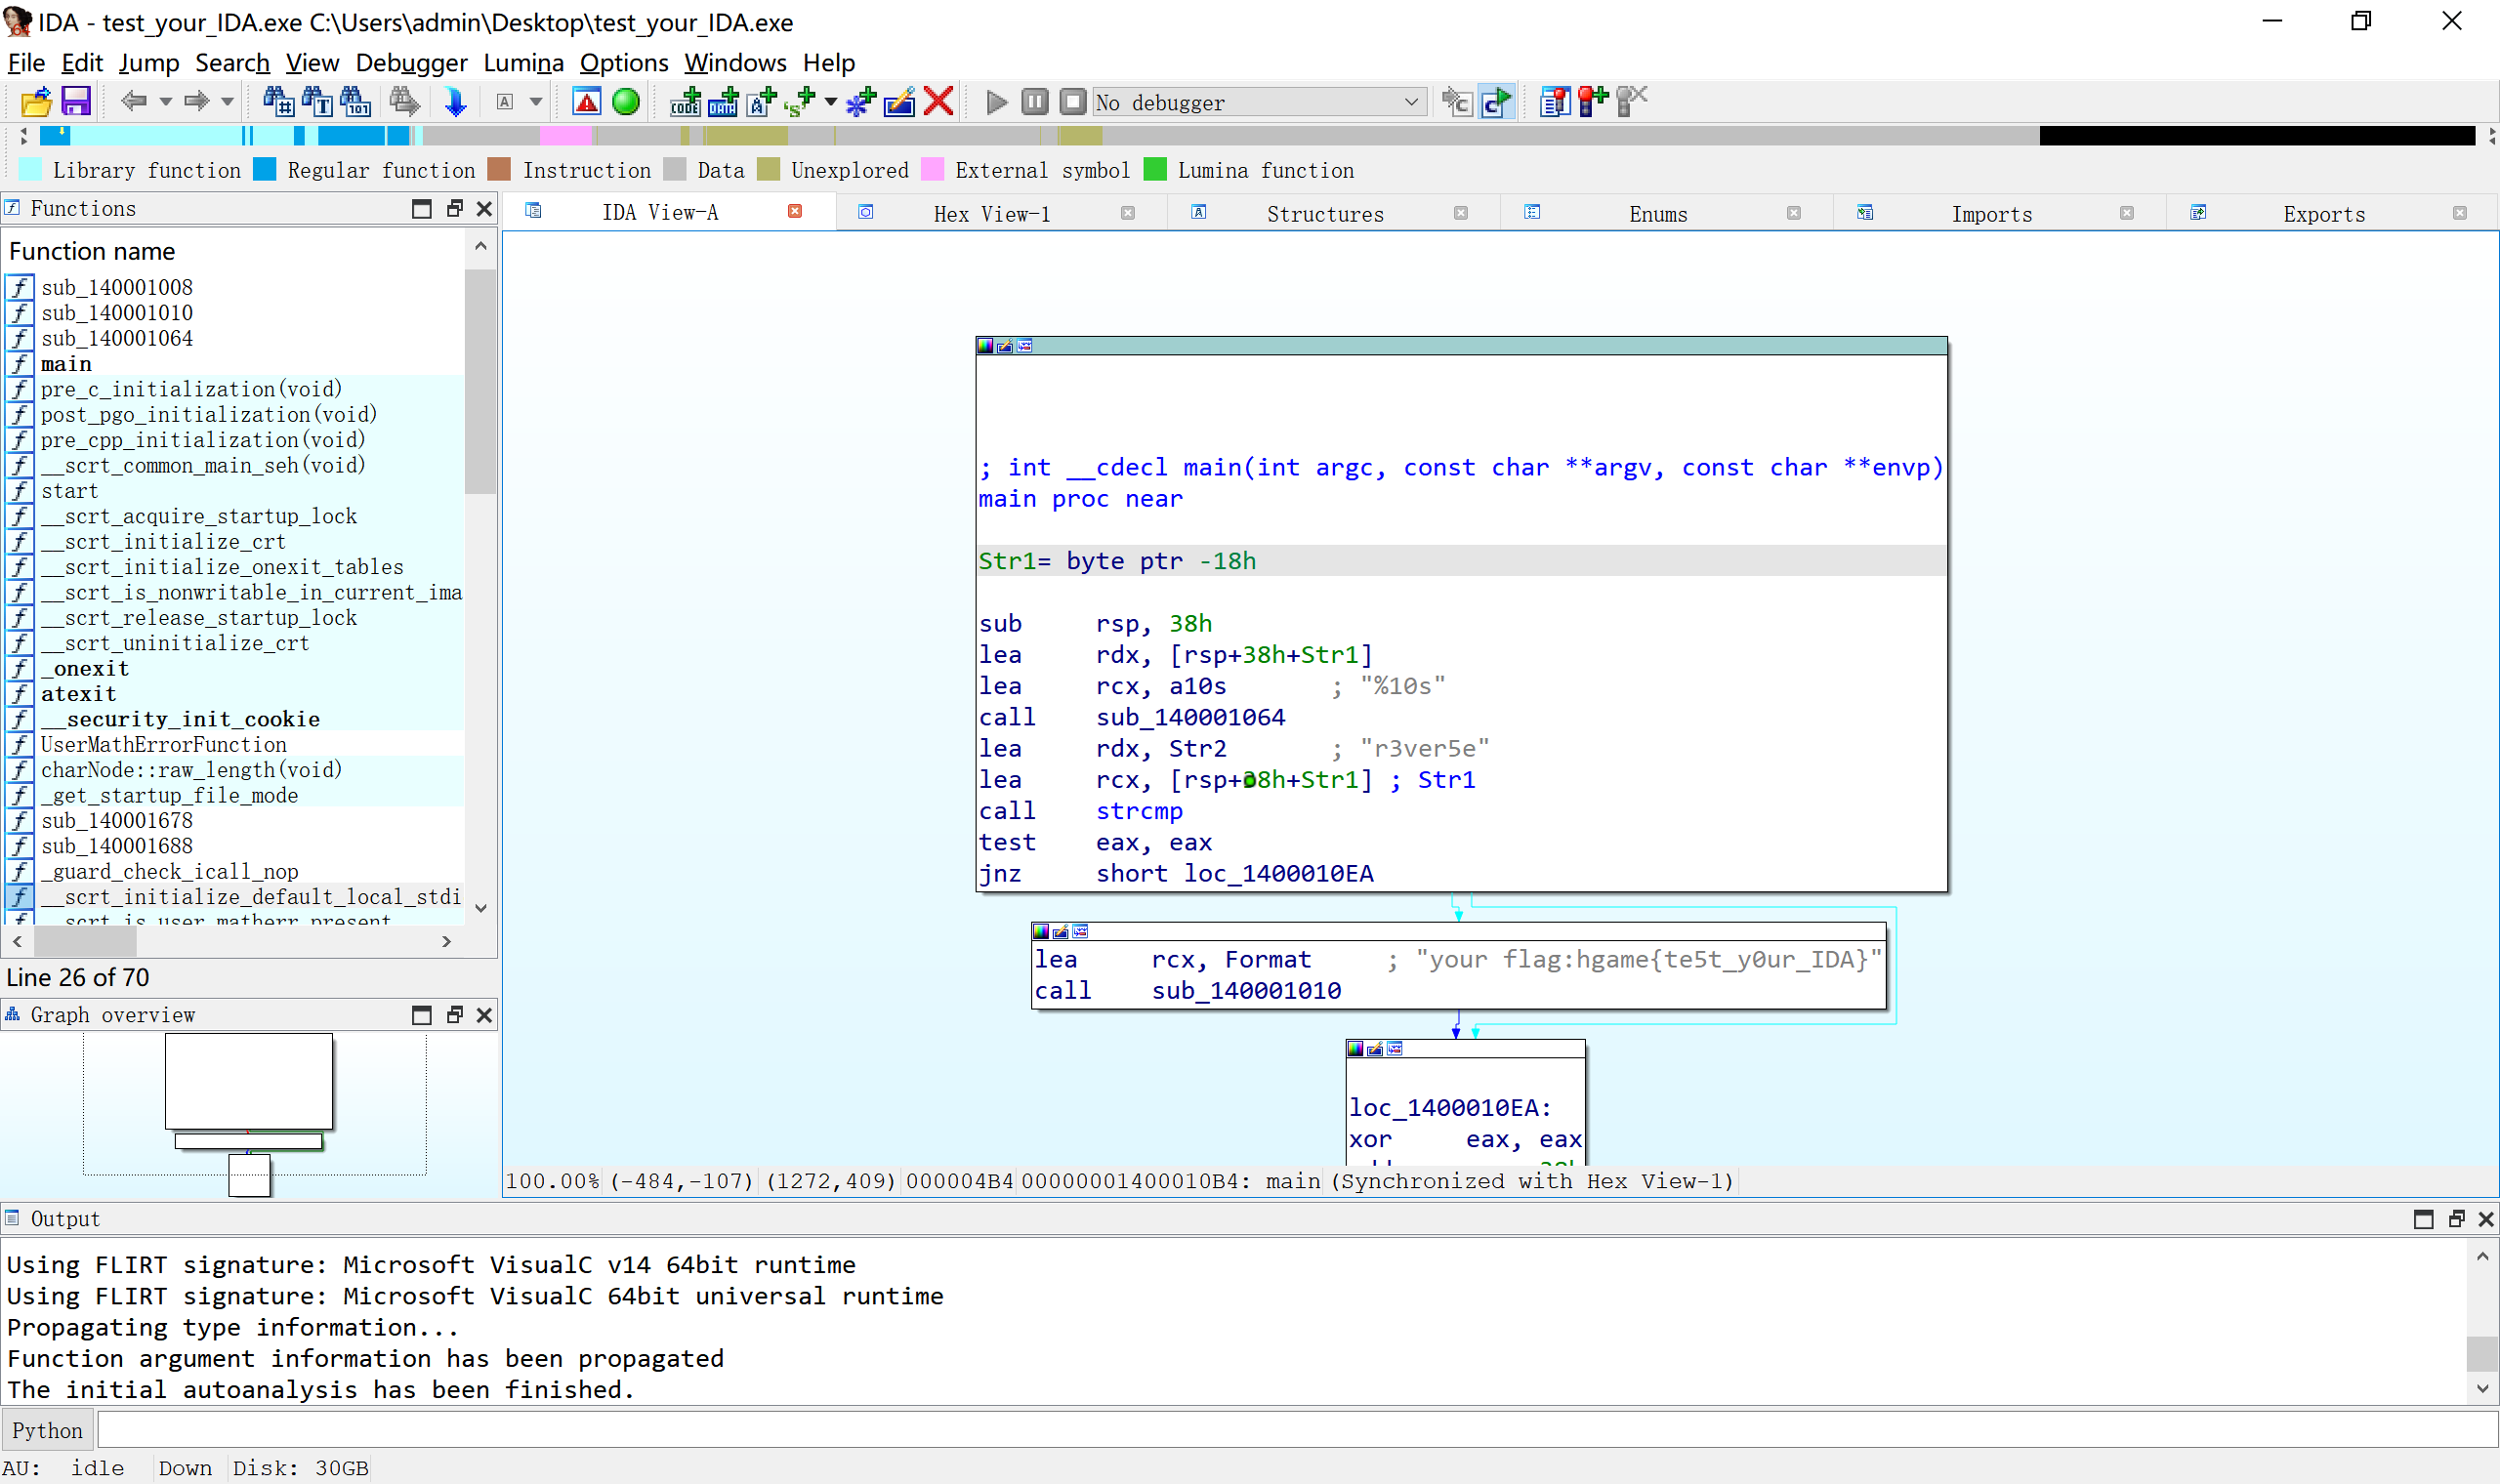 IDA - test_your_IDA.exe C:\Users\admin\Desktop\test_your_IDA.exe
File Edit Jump Search View Debugger Lumina Options Windows Help
No debugger
Library function Regular function Instruction Data Unexplored External symbol Lumina function
Functions
Function name
sub_140001008
sub_140001010
sub_140001064
main
pre_c_initialization(void)
post_pgo_initialization(void)
pre_cpp_initialization(void)
__scrt_common_main_seh(void)
start
__scrt_acquire_startup_lock
__scrt_initialize_crt
__scrt_initialize_onexit_tables
__scrt_is_nonwritable_in_current_ima
__scrt_release_startup_lock
__scrt_uninitialize_crt
_onexit
atexit
__security_init_cookie
UserMathErrorFunction
charNode::raw_length(void)
_get_startup_file_mode
sub_140001678
sub_140001688
_guard_check_icall_nop
__scrt_initialize_default_local_stdi
__scrt_is_user_matherr_present
Line 26 of 70
Graph overview
IDA View-A Hex View-1 Structures Enums Imports Exports
; int __cdecl main(int argc, const char **argv, const char **envp)
main proc near
Str1= byte ptr -18h
sub rsp, 38h
lea rdx, [rsp+38h+Str1]
lea rcx, a10s ; "%10s"
call sub_140001064
lea rdx, Str2 ; "r3ver5e"
lea rcx, [rsp+38h+Str1] ; Str1
call strcmp
test eax, eax
jnz short loc_1400010EA
lea rcx, Format ; "your flag:hgame{te5t_y0ur_IDA}"
call sub_140001010
loc_1400010EA:
xor eax, eax
100.00% (-484,-107) (1272,409) 000004B4 00000001400010B4: main (Synchronized with Hex View-1)
Output
Using FLIRT signature: Microsoft VisualC v14 64bit runtime
Using FLIRT signature: Microsoft VisualC 64bit universal runtime
Propagating type information...
Function argument information has been propagated
The initial autoanalysis has been finished.
Python
AU: idle Down Disk: 30GB